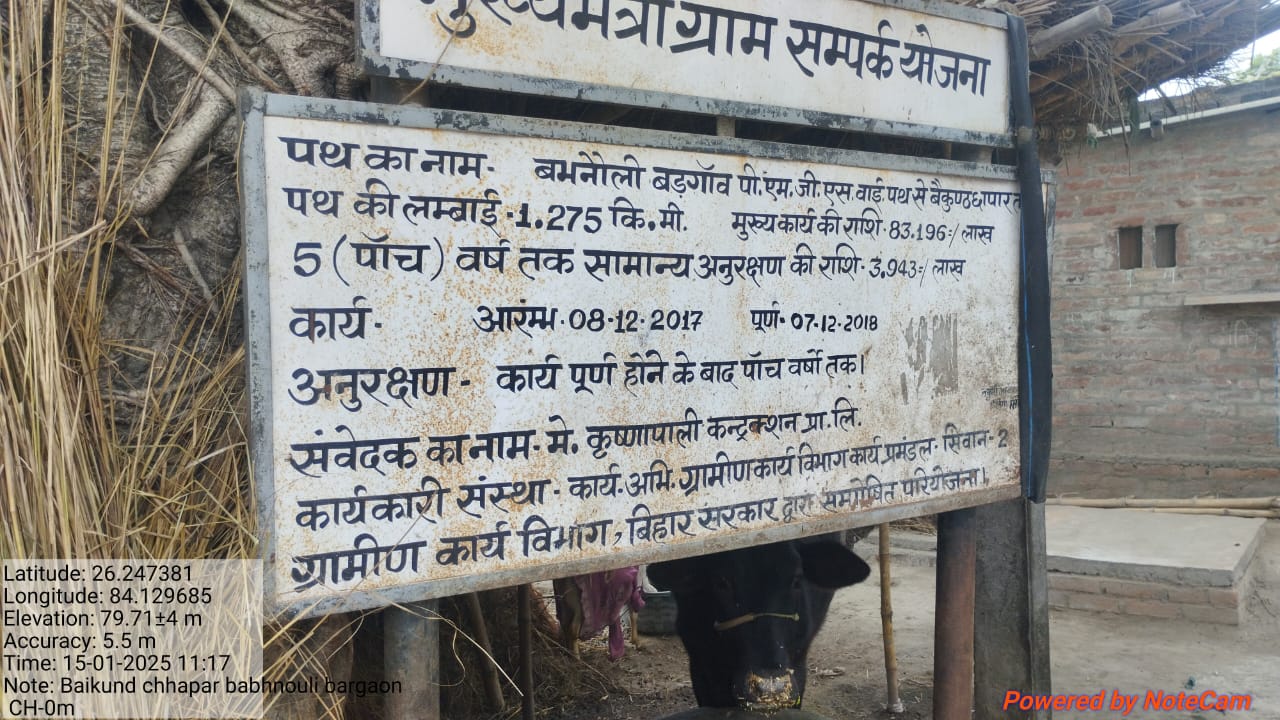 मुख्यमंत्री ग्राम सम्पर्क योजना
पथ का नाम- बभनौली बड़गाॅव पी.एम.जी.एस.वाई. पथ से बैकुण्ठछापर त
पथ की लम्बाई-1.275 कि.मी. मुख्य कार्य की राशि-83.196=/ लाख
5 (पाॅच) वर्ष तक सामान्य अनुरक्षण की राशि-3.943=/ लाख
कार्य- आरंम्भ-08-12-2017 पूर्ण-07-12-2018
अनुरक्षण- कार्य पूर्ण होने के बाद पाॅच वर्षो तक।
संवेदक का नाम-मे. कृष्णापाली कन्ट्रक्शन प्रा.लि.
कार्यकारी संस्था-कार्य.अभि.ग्रामीण कार्य विभाग कार्य प्रमंडल-सिवान-2
ग्रामीण कार्य विभाग, बिहार सरकार द्वारा समपोषित परियोजना।
Latitude: 26.247381
Longitude: 84.129685
Elevation: 79.71±4 m
Accuracy: 5.5 m
Time: 15-01-2025 11:17
Note: Baikund chhapar babhnouli bargaon
CH-0m
Powered by NoteCam